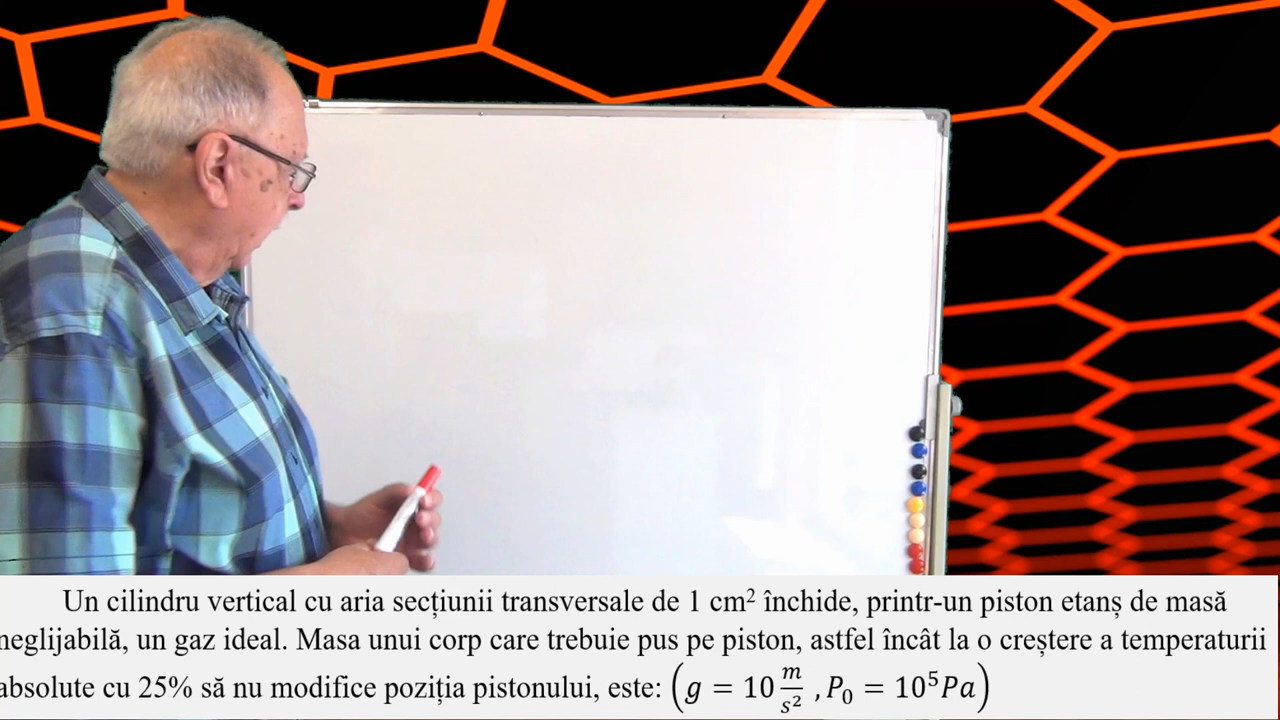 Un cilindru vertical cu aria secțiunii transversale de 1 cm² închide, printr-un piston etanș de masă
neglijabilă, un gaz ideal. Masa unui corp care trebuie pus pe piston, astfel încât la o creștere a temperaturii
absolute cu 25% să nu modifice poziția pistonului, este: (g = 10 m/s² , P₀ = 10⁵Pa)